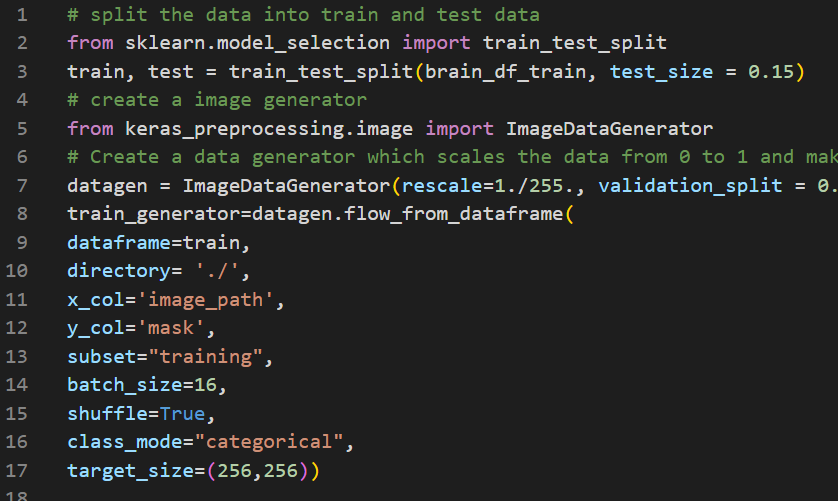 1 # split the data into train and test data
2 from sklearn.model_selection import train_test_split
3 train, test = train_test_split(brain_df_train, test_size = 0.15)
4 # create a image generator
5 from keras_preprocessing.image import ImageDataGenerator
6 # Create a data generator which scales the data from 0 to 1 and mak
7 datagen = ImageDataGenerator(rescale=1./255., validation_split = 0.
8 train_generator=datagen.flow_from_dataframe(
9 dataframe=train,
10 directory= './',
11 x_col='image_path',
12 y_col='mask',
13 subset="training",
14 batch_size=16,
15 shuffle=True,
16 class_mode="categorical",
17 target_size=(256,256))
18